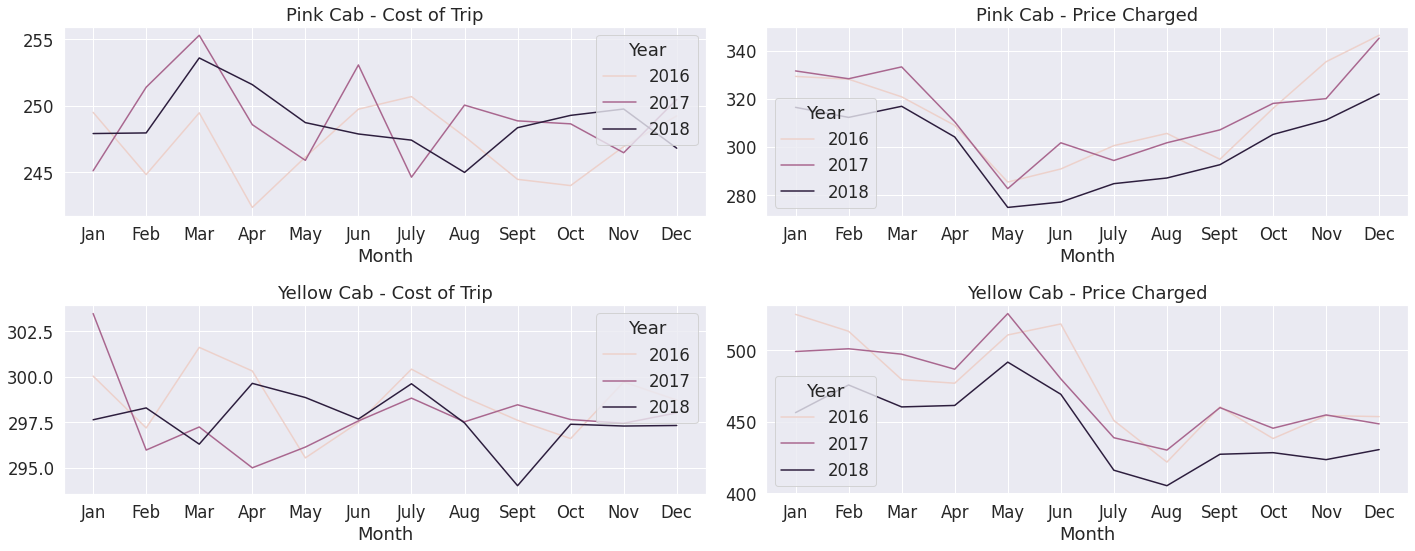 Pink Cab - Cost of Trip
255
250
245
Year
2016
2017
2018
Jan Feb Mar Apr May Jun July Aug Sept Oct Nov Dec
Month
Pink Cab - Price Charged
340
320
300
280
Year
2016
2017
2018
Jan Feb Mar Apr May Jun July Aug Sept Oct Nov Dec
Month
Yellow Cab - Cost of Trip
302.5
300.0
297.5
295.0
Year
2016
2017
2018
Jan Feb Mar Apr May Jun July Aug Sept Oct Nov Dec
Month
Yellow Cab - Price Charged
500
450
400
Year
2016
2017
2018
Jan Feb Mar Apr May Jun July Aug Sept Oct Nov Dec
Month